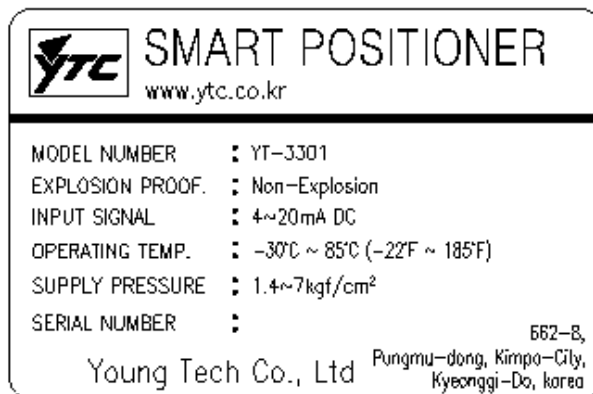 YTC
SMART POSITIONER
www.ytc.co.kr
MODEL NUMBER : YT-3301
EXPLOSION PROOF. : Non-Explosion
INPUT SIGNAL : 4~20mA DC
OPERATING TEMP. : -30℃ ~ 85℃ (-22℉ ~ 185℉)
SUPPLY PRESSURE : 1.4~7kgf/cm²
SERIAL NUMBER :
Young Tech Co., Ltd
662-8,
Pungmu-dong, Kimpo-City,
Kyeonggi-Do, korea